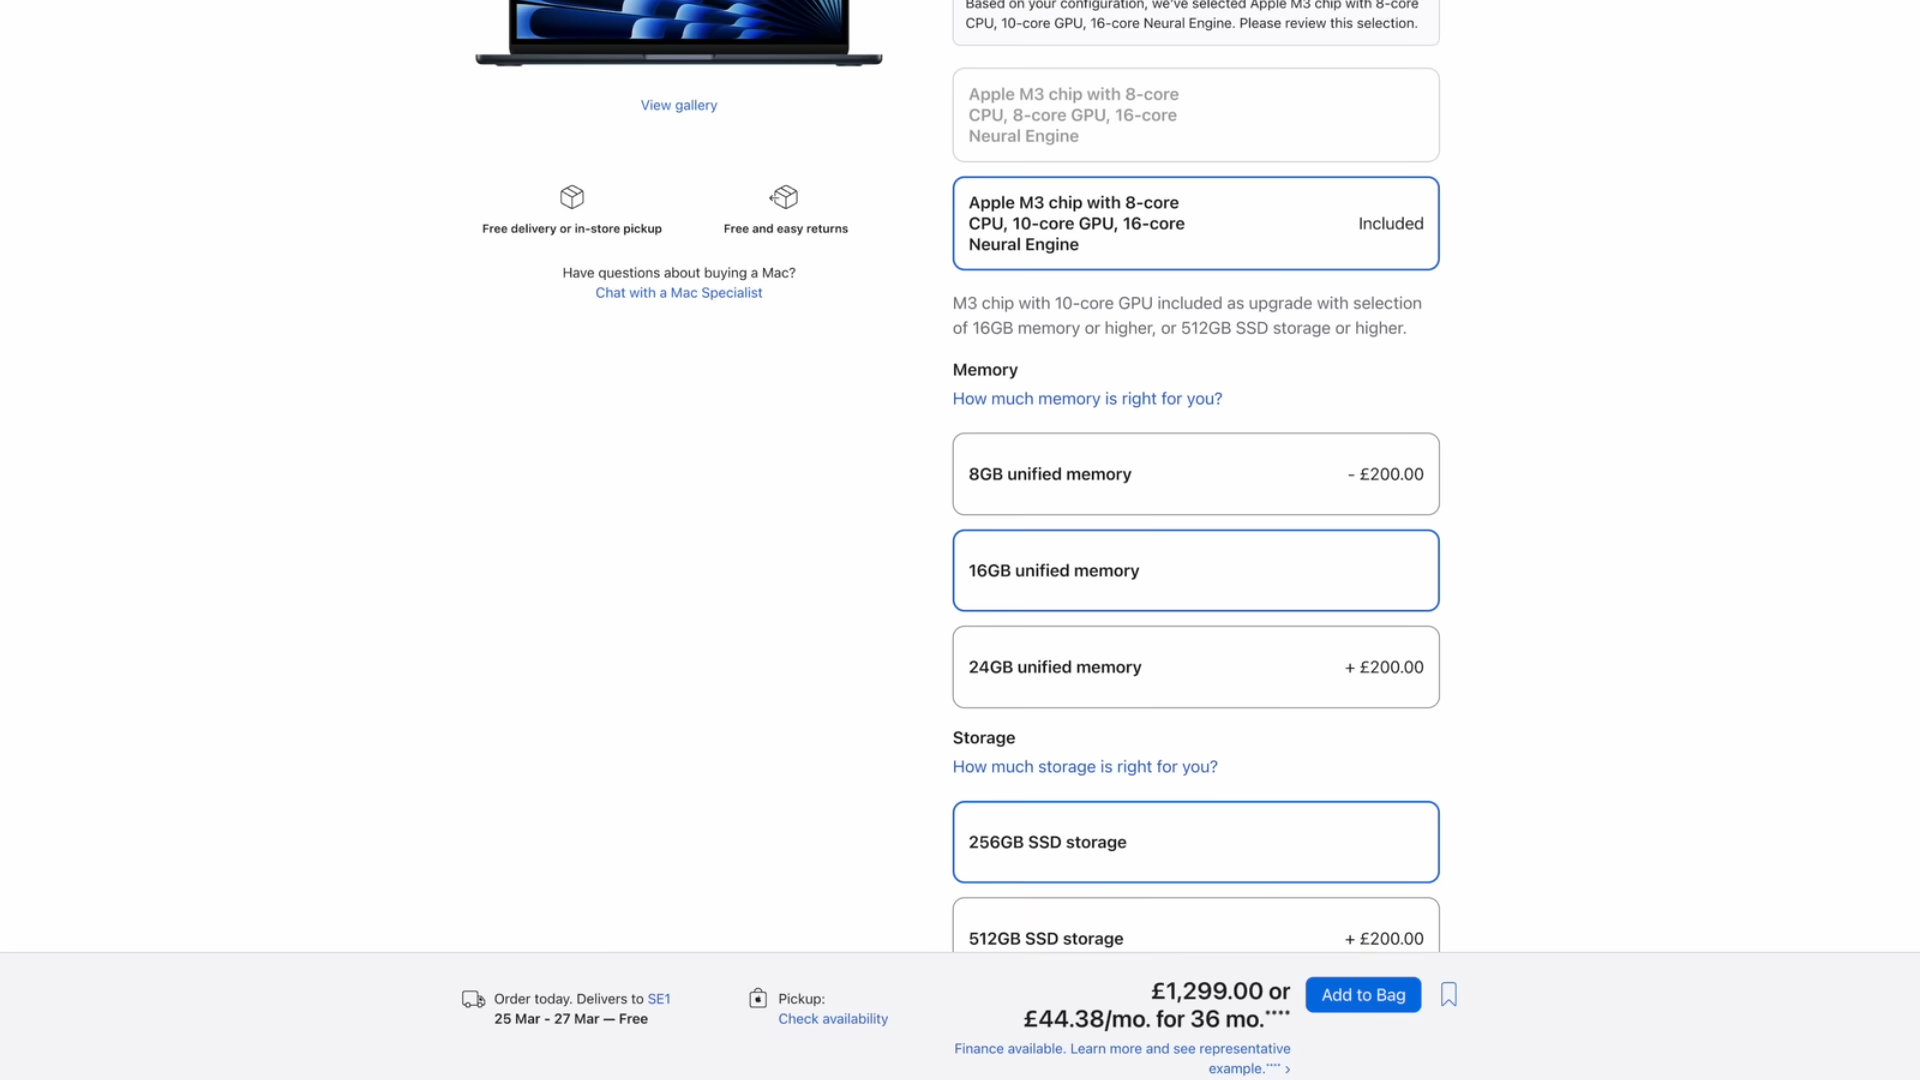 Based on your configuration, we've selected Apple M3 chip with 8-core
CPU, 10-core GPU, 16-core Neural Engine. Please review this selection.
View gallery
Apple M3 chip with 8-core
CPU, 8-core GPU, 16-core
Neural Engine
Free delivery or in-store pickup
Free and easy returns
Have questions about buying a Mac?
Chat with a Mac Specialist
Apple M3 chip with 8-core
CPU, 10-core GPU, 16-core
Neural Engine
Included
M3 chip with 10-core GPU included as upgrade with selection
of 16GB memory or higher, or 512GB SSD storage or higher.
Memory
How much memory is right for you?
8GB unified memory
- £200.00
16GB unified memory
24GB unified memory
+ £200.00
Storage
How much storage is right for you?
256GB SSD storage
512GB SSD storage
+ £200.00
Order today. Delivers to SE1
25 Mar - 27 Mar — Free
Pickup:
Check availability
£1,299.00 or
£44.38/mo. for 36 mo.****
Finance available. Learn more and see representative
example.**** ›
Add to Bag